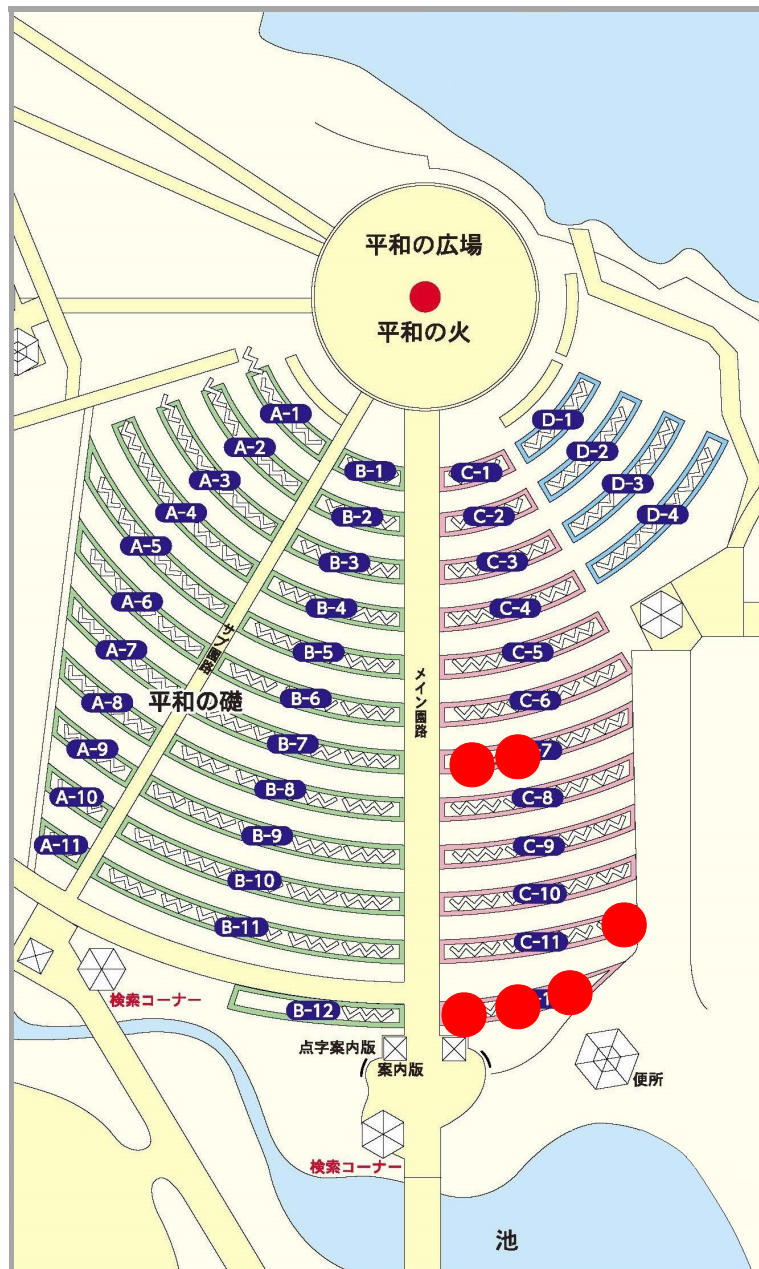 平和の広場
平和の火
A-1
A-2
A-3
A-4
A-5
A-6
A-7
A-8
A-9
A-10
A-11
B-1
B-2
B-3
B-4
B-5
B-6
B-7
B-8
B-9
B-10
B-11
B-12
C-1
C-2
C-3
C-4
C-5
C-6
7
C-8
C-9
C-10
C-11
D-1
D-2
D-3
D-4
サブ園路
メイン園路
平和の礎
検索コーナー
点字案内版
案内版
便所
検索コーナー
池